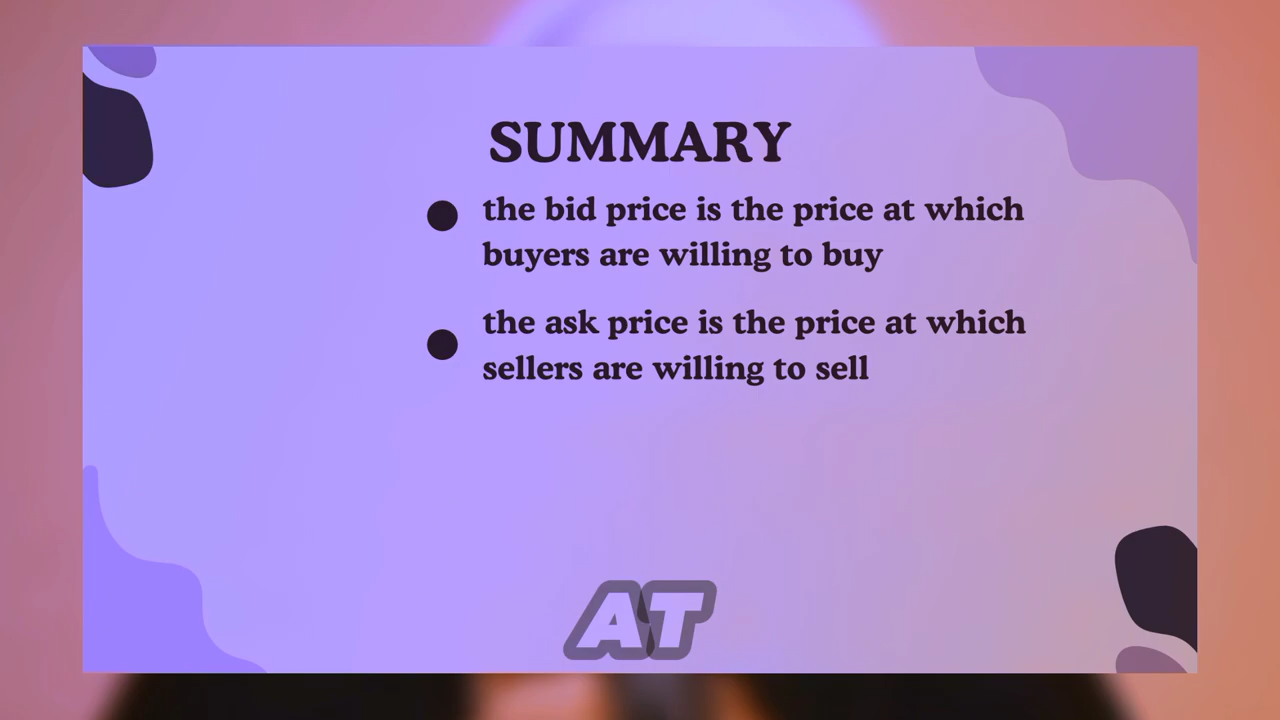 SUMMARY
the bid price is the price at which
buyers are willing to buy
the ask price is the price at which
sellers are willing to sell
AT